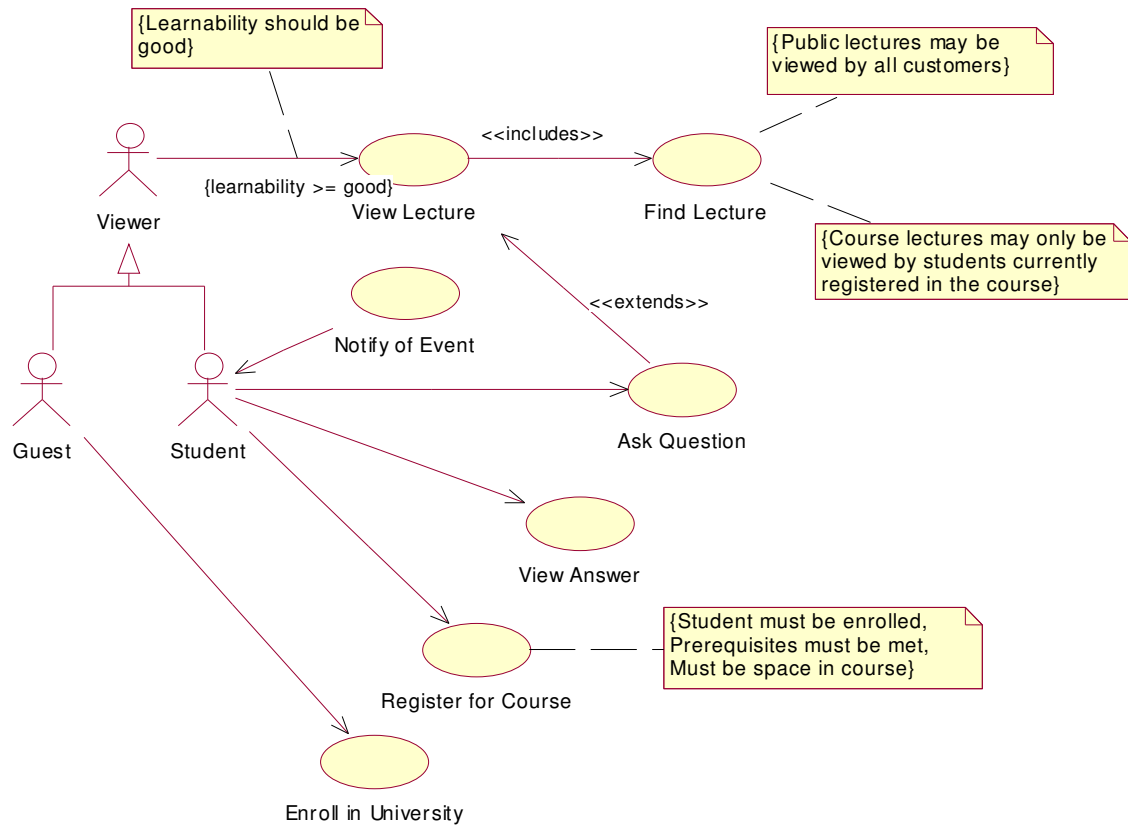 {Learnability should be
good}
{Public lectures may be
viewed by all customers}
<<includes>>
{learnability >= good}
Viewer
View Lecture
Find Lecture
{Course lectures may only be
viewed by students currently
registered in the course}
<<extends>>
Notify of Event
Guest
Student
Ask Question
View Answer
{Student must be enrolled,
Prerequisites must be met,
Must be space in course}
Register for Course
Enroll in University